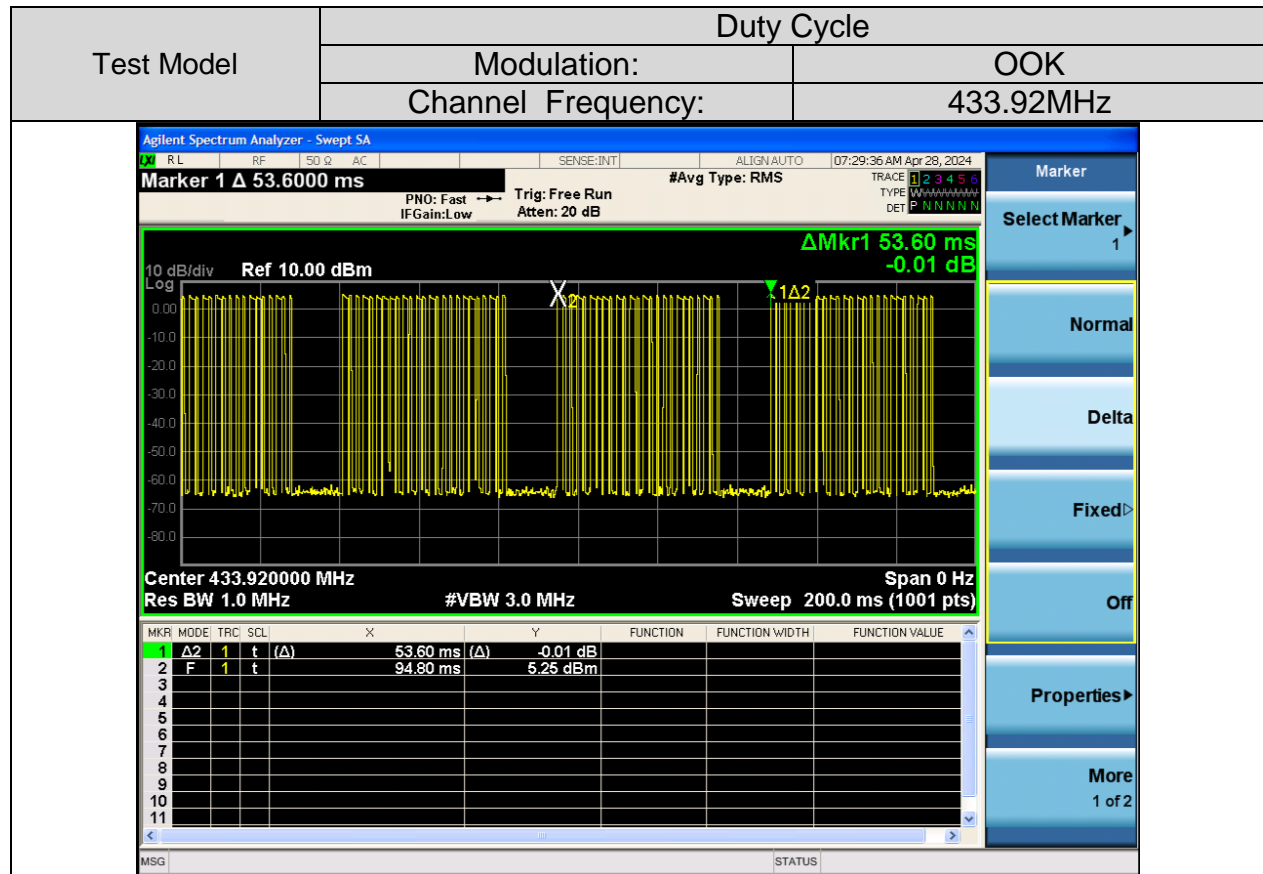 Test Model
Duty Cycle
Modulation: OOK
Channel Frequency: 433.92MHz
Agilent Spectrum Analyzer - Swept SA
LXI RL RF 50 Ω AC SENSE:INT ALIGN AUTO 07:29:36 AM Apr 28, 2024
Marker 1 Δ 53.6000 ms
#Avg Type: RMS
TRACE 1 2 3 4 5 6
PNO: Fast
Trig: Free Run
TYPE
IFGain:Low
Atten: 20 dB
DET P N N N N N
ΔMkr1 53.60 ms
-0.01 dB
10 dB/div Ref 10.00 dBm
Log
1Δ2
2
0.00
-10.0
-20.0
-30.0
-40.0
-50.0
-60.0
-70.0
-80.0
Center 433.920000 MHz Span 0 Hz
Res BW 1.0 MHz #VBW 3.0 MHz Sweep 200.0 ms (1001 pts)
MKR MODE TRC SCL X Y FUNCTION FUNCTION WIDTH FUNCTION VALUE
1 Δ2 1 t (Δ) 53.60 ms (Δ) -0.01 dB
2 F 1 t 94.80 ms 5.25 dBm
3
4
5
6
7
8
9
10
11
MSG STATUS
Marker
Select Marker
1
Normal
Delta
Fixed
Off
Properties
More
1 of 2